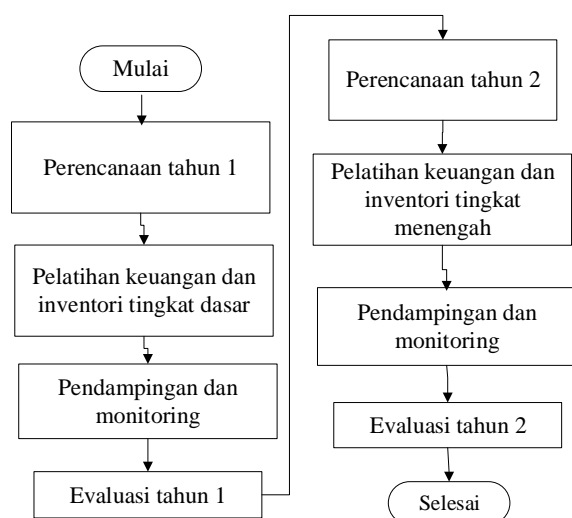 Mulai
Perencanaan tahun 1
Pelatihan keuangan dan
inventori tingkat dasar
Pendampingan dan
monitoring
Evaluasi tahun 1
Perencanaan tahun 2
Pelatihan keuangan dan
inventori tingkat
menengah
Pendampingan dan
monitoring
Evaluasi tahun 2
Selesai